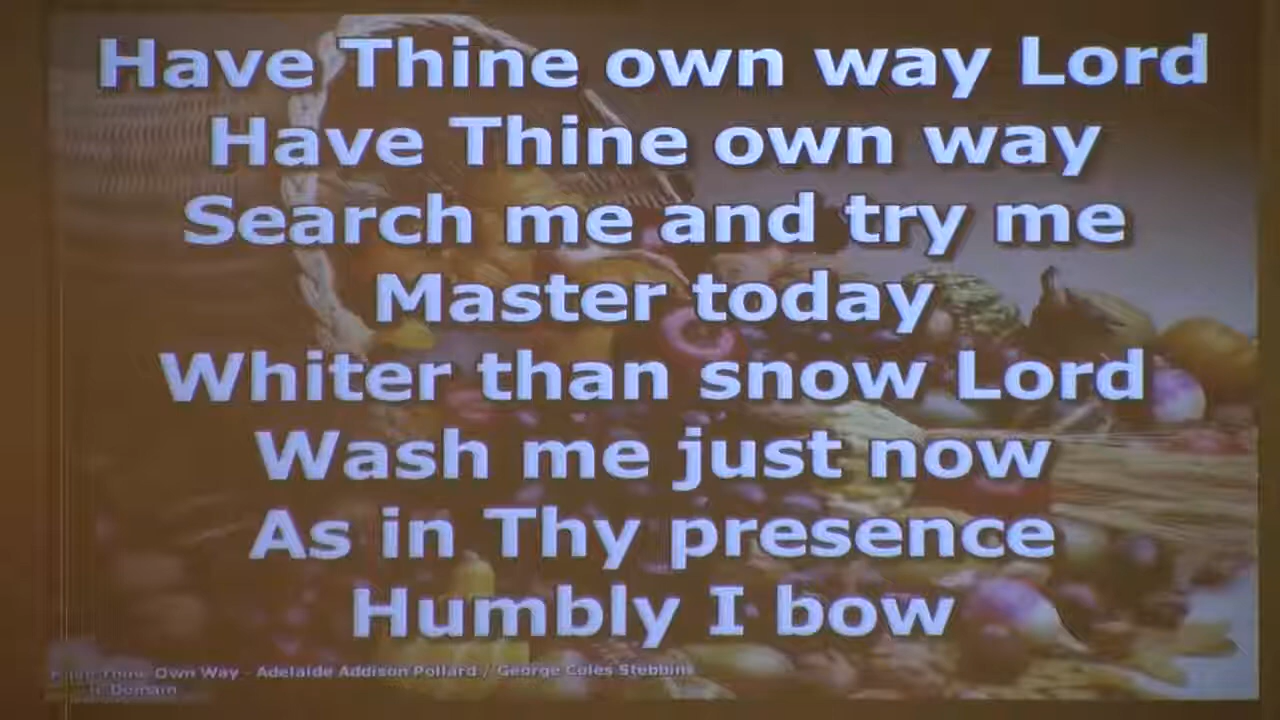 Have Thine own way Lord
Have Thine own way
Search me and try me
Master today
Whiter than snow Lord
Wash me just now
As in Thy presence
Humbly I bow
Thine Own Way - Adelaide Addison Pollard / George Coles Stebbins
Domain